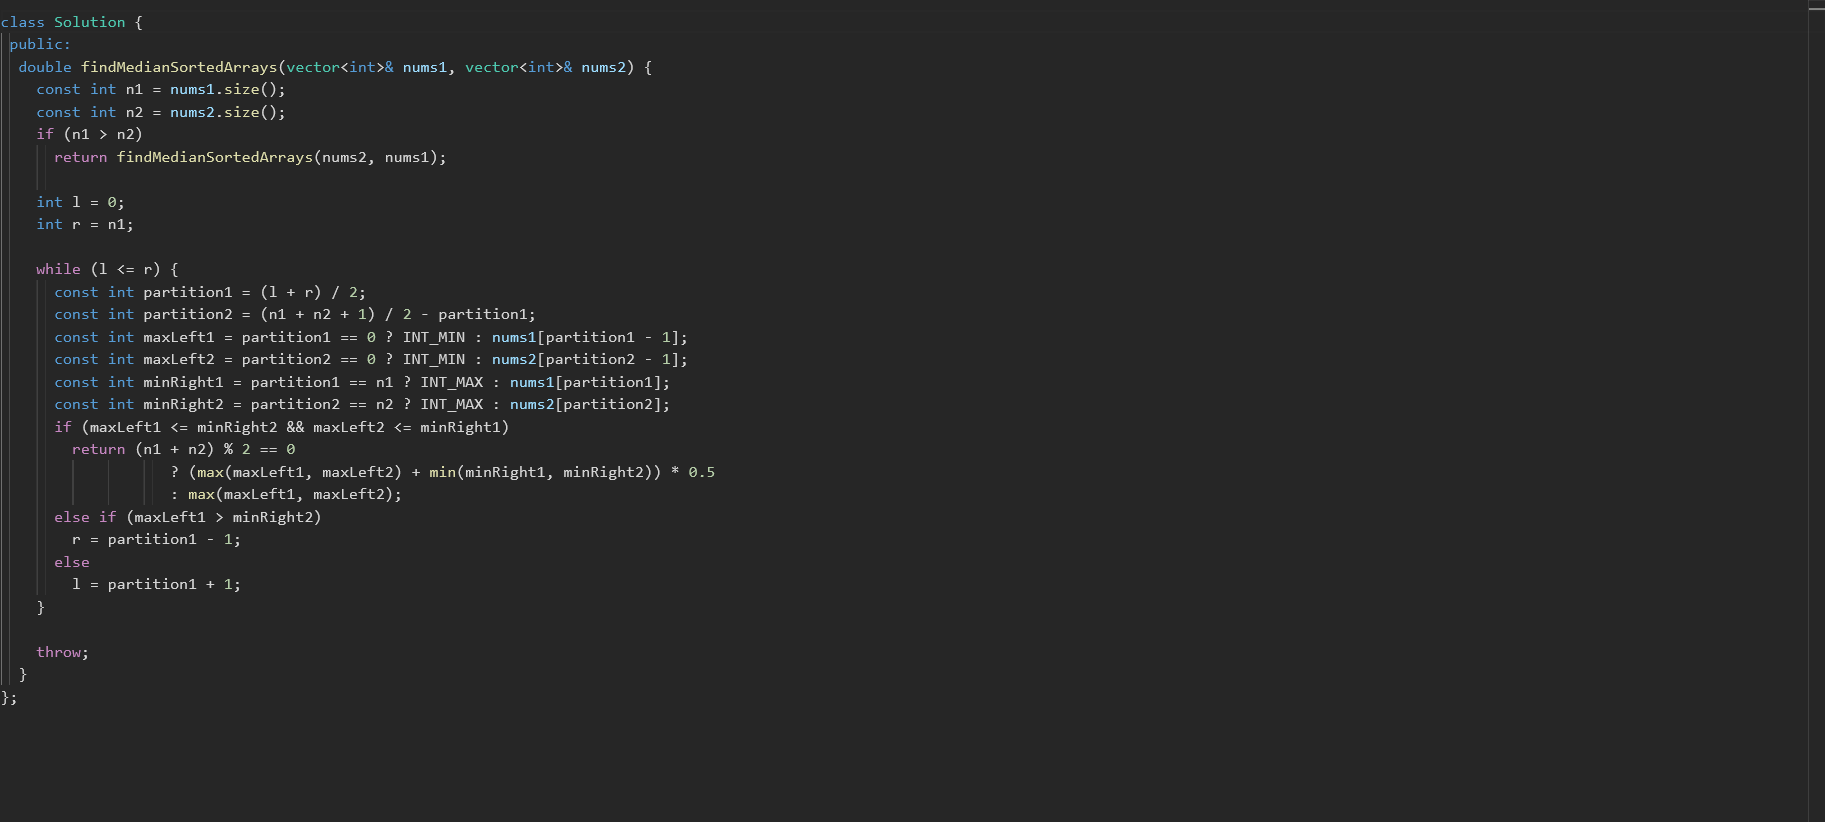 class Solution {
public:
double findMedianSortedArrays(vector<int>& nums1, vector<int>& nums2) {
const int n1 = nums1.size();
const int n2 = nums2.size();
if (n1 > n2)
return findMedianSortedArrays(nums2, nums1);
int l = 0;
int r = n1;
while (l <= r) {
const int partition1 = (l + r) / 2;
const int partition2 = (n1 + n2 + 1) / 2 - partition1;
const int maxLeft1 = partition1 == 0 ? INT_MIN : nums1[partition1 - 1];
const int maxLeft2 = partition2 == 0 ? INT_MIN : nums2[partition2 - 1];
const int minRight1 = partition1 == n1 ? INT_MAX : nums1[partition1];
const int minRight2 = partition2 == n2 ? INT_MAX : nums2[partition2];
if (maxLeft1 <= minRight2 && maxLeft2 <= minRight1)
return (n1 + n2) % 2 == 0
? (max(maxLeft1, maxLeft2) + min(minRight1, minRight2)) * 0.5
: max(maxLeft1, maxLeft2);
else if (maxLeft1 > minRight2)
r = partition1 - 1;
else
l = partition1 + 1;
}
throw;
}
};